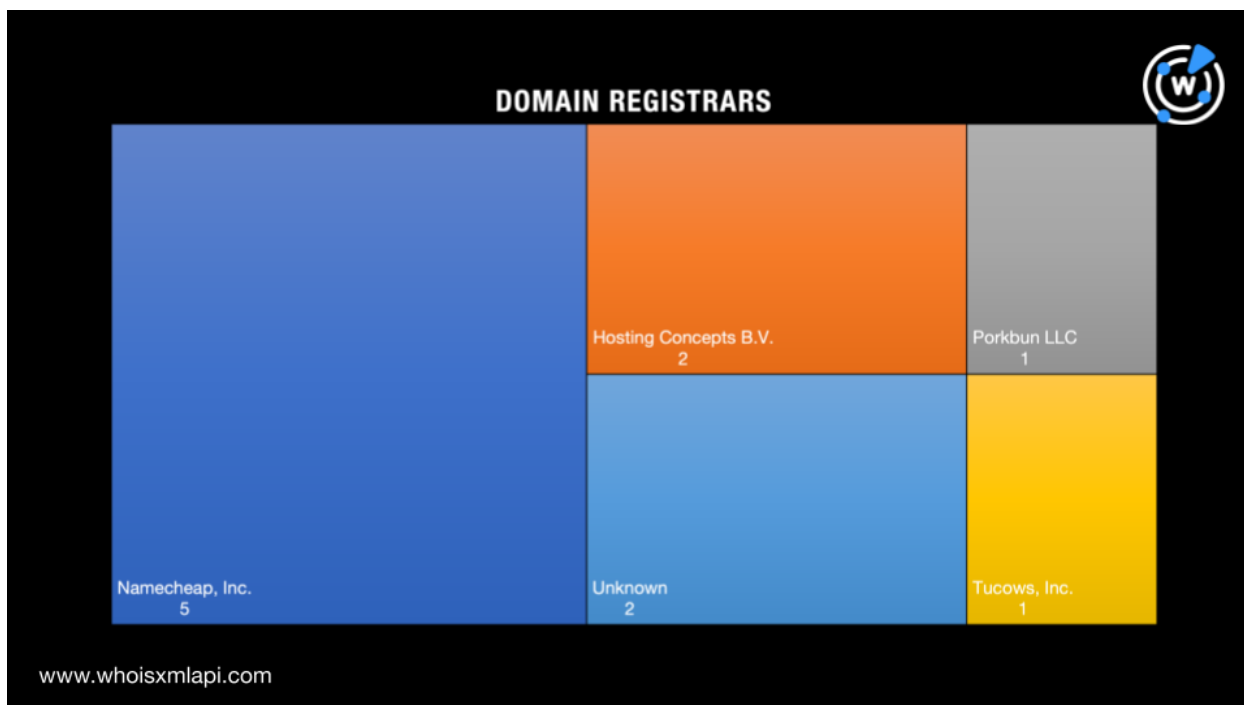 W
DOMAIN REGISTRARS
Namecheap, Inc.
5
Hosting Concepts B.V.
2
Unknown
2
Porkbun LLC
1
Tucows, Inc.
1
www.whoisxmlapi.com